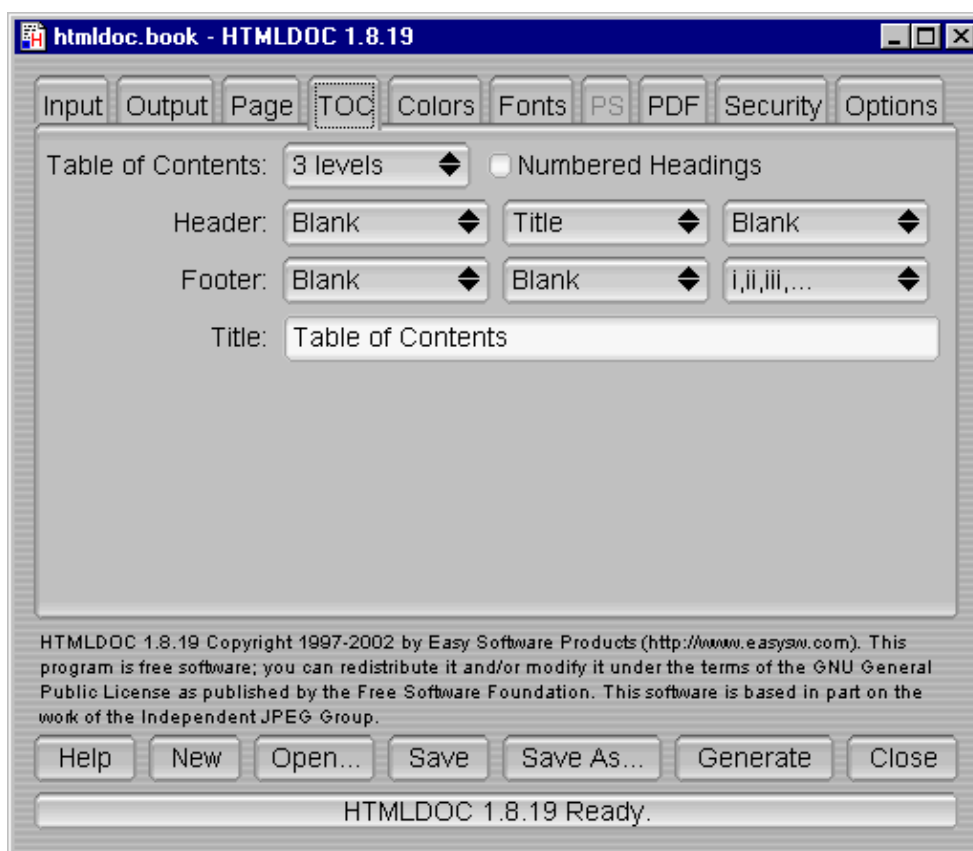 htmldoc.book - HTMLDOC 1.8.19
Input Output Page TOC Colors Fonts PS PDF Security Options
Table of Contents: 3 levels Numbered Headings
Header: Blank Title Blank
Footer: Blank Blank i,ii,iii,...
Title: Table of Contents
HTMLDOC 1.8.19 Copyright 1997-2002 by Easy Software Products (http://www.easysw.com). This
program is free software; you can redistribute it and/or modify it under the terms of the GNU General
Public License as published by the Free Software Foundation. This software is based in part on the
work of the Independent JPEG Group.
Help New Open... Save Save As... Generate Close
HTMLDOC 1.8.19 Ready.